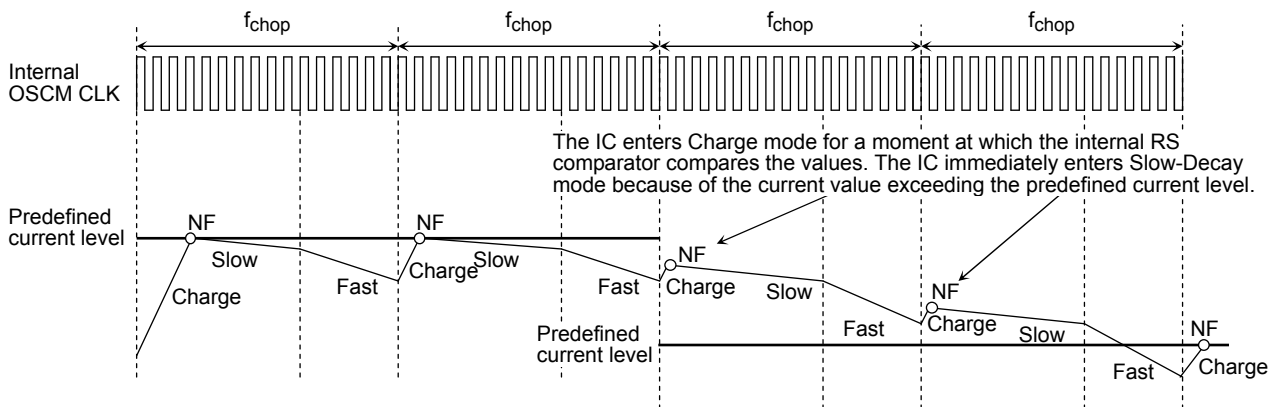 fchop fchop fchop fchop
Internal
OSCM CLK
The IC enters Charge mode for a moment at which the internal RS
comparator compares the values. The IC immediately enters Slow-Decay
mode because of the current value exceeding the predefined current level.
Predefined
current level
NF
Slow
Charge
Fast
NF
Charge
Slow
Fast
NF
Charge
Slow
Fast
Predefined
current level
NF
Charge
Slow
Fast
NF
Charge